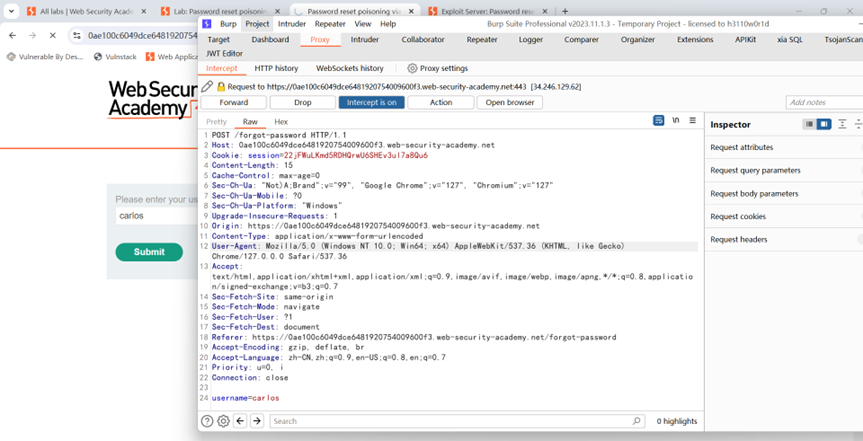 All labs | Web Security Acade
Lab: Password reset poisoning
Password reset poisoning via
Exploit Server: Password res
0ae100c6049dce6481920754
Vulnerable By Des...
Vulnstack
Web Applica
Web Secur
Academy
Please enter your us
carlos
Submit
Burp Project Intruder Repeater View Help
Burp Suite Professional v2023.11.1.3 - Temporary Project - licensed to h3110w0r1d
Target Dashboard Proxy Intruder Collaborator Repeater Logger Comparer Organizer Extensions APIKit xia SQL TsojanScan
JWT Editor
Intercept HTTP history WebSockets history Proxy settings
Request to https://0ae100c6049dce6481920754009600f3.web-security-academy.net:443 [34.246.129.62]
Forward Drop Intercept is on Action Open browser Add notes
Pretty Raw Hex
\n
1 POST /forgot-password HTTP/1.1
2 Host: 0ae100c6049dce6481920754009600f3.web-security-academy.net
3 Cookie: session=22jFWuLKmd5RDHQrwU6SHEv3ul7a8Qu6
4 Content-Length: 15
5 Cache-Control: max-age=0
6 Sec-Ch-Ua: "Not)A;Brand";v="99", "Google Chrome";v="127", "Chromium";v="127"
7 Sec-Ch-Ua-Mobile: ?0
8 Sec-Ch-Ua-Platform: "Windows"
9 Upgrade-Insecure-Requests: 1
10 Origin: https://0ae100c6049dce6481920754009600f3.web-security-academy.net
11 Content-Type: application/x-www-form-urlencoded
12 User-Agent: Mozilla/5.0 (Windows NT 10.0; Win64; x64) AppleWebKit/537.36 (KHTML, like Gecko)
Chrome/127.0.0.0 Safari/537.36
13 Accept:
text/html,application/xhtml+xml,application/xml;q=0.9,image/avif,image/webp,image/apng,*/*;q=0.8,applicatio
n/signed-exchange;v=b3;q=0.7
14 Sec-Fetch-Site: same-origin
15 Sec-Fetch-Mode: navigate
16 Sec-Fetch-User: ?1
17 Sec-Fetch-Dest: document
18 Referer: https://0ae100c6049dce6481920754009600f3.web-security-academy.net/forgot-password
19 Accept-Encoding: gzip, deflate, br
20 Accept-Language: zh-CN,zh;q=0.9,en-US;q=0.8,en;q=0.7
21 Priority: u=0, i
22 Connection: close
23
24 username=carlos
Search
0 highlights
Inspector
Request attributes
Request query parameters
Request body parameters
Request cookies
Request headers